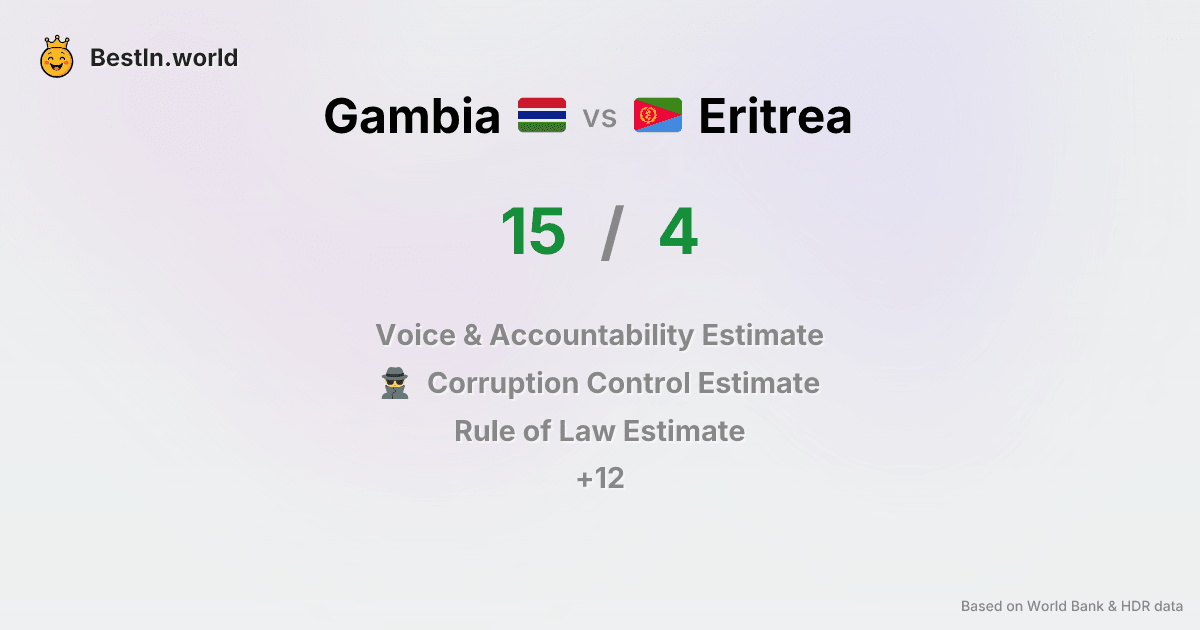 BestIn.world
Gambia vs Eritrea
15 / 4
Voice & Accountability Estimate
Corruption Control Estimate
Rule of Law Estimate
+12
Based on World Bank & HDR data